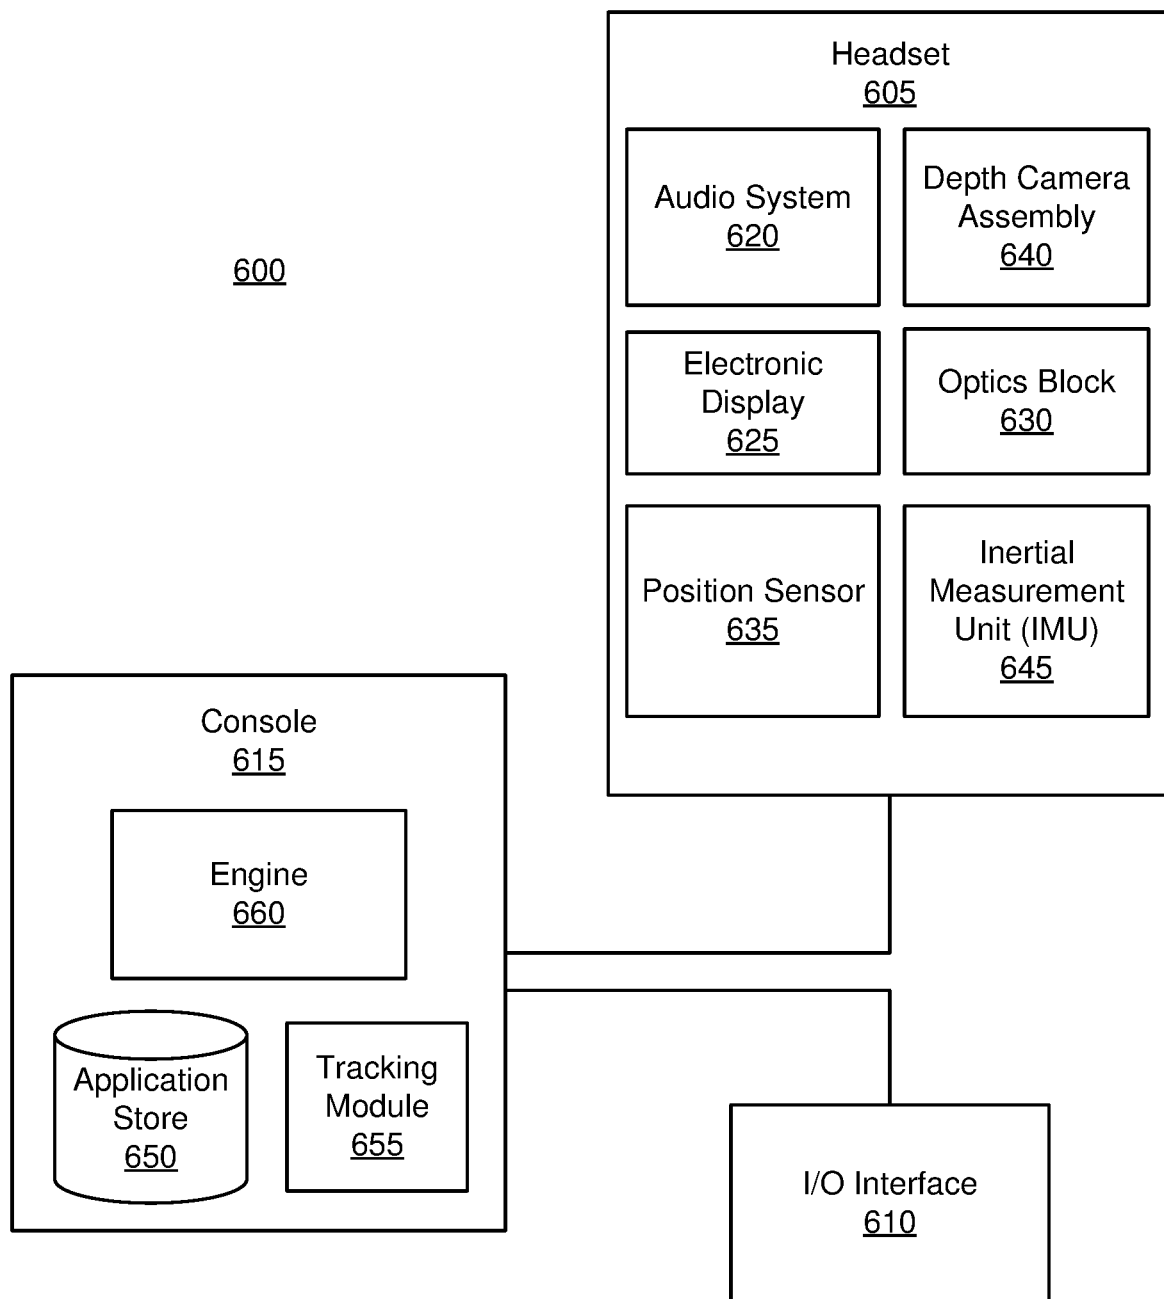 Headset
605
Audio System
620
Depth Camera
Assembly
640
600
Electronic
Display
625
Optics Block
630
Position Sensor
635
Inertial
Measurement
Unit (IMU)
645
Console
615
Engine
660
Application
Store
650
Tracking
Module
655
I/O Interface
610